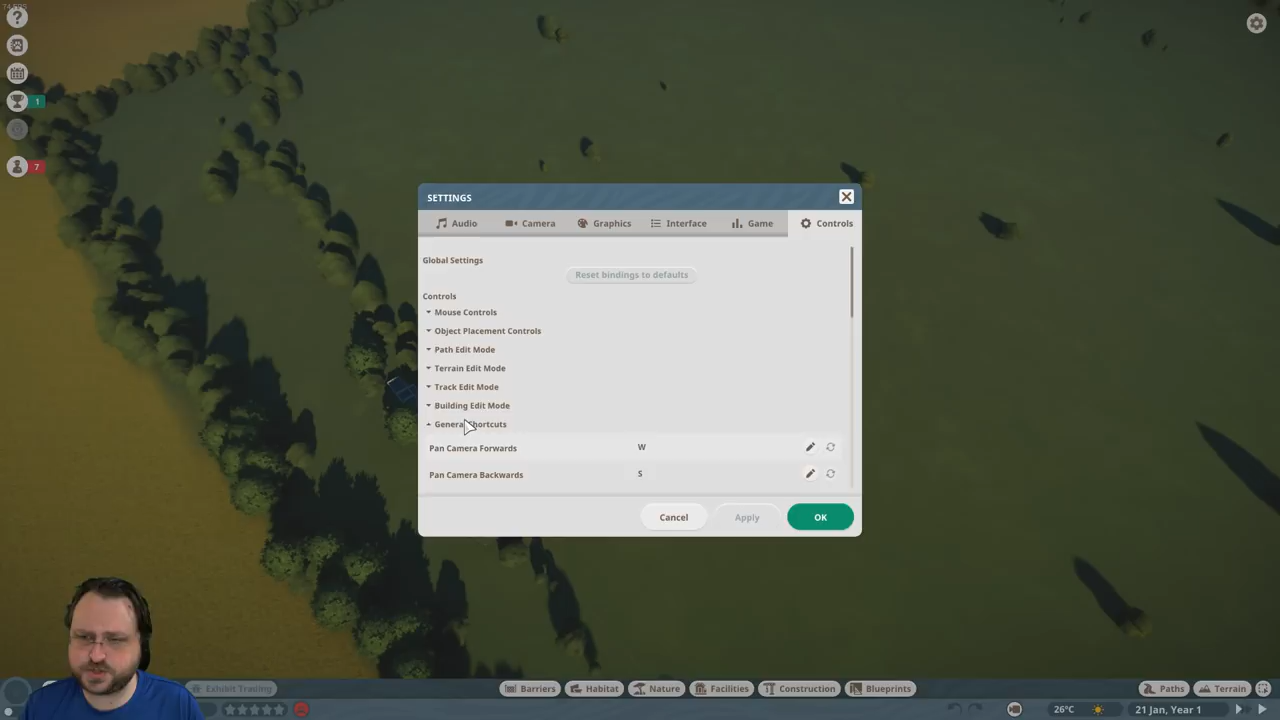 ?
1
7
SETTINGS
Audio Camera Graphics Interface Game Controls
Global Settings
Reset bindings to defaults
Controls
Mouse Controls
Object Placement Controls
Path Edit Mode
Terrain Edit Mode
Track Edit Mode
Building Edit Mode
General Shortcuts
Pan Camera Forwards W
Pan Camera Backwards S
Cancel Apply OK
Exhibit Trading Barriers Habitat Nature Facilities Construction Blueprints Paths Terrain
26°C 21 Jan, Year 1